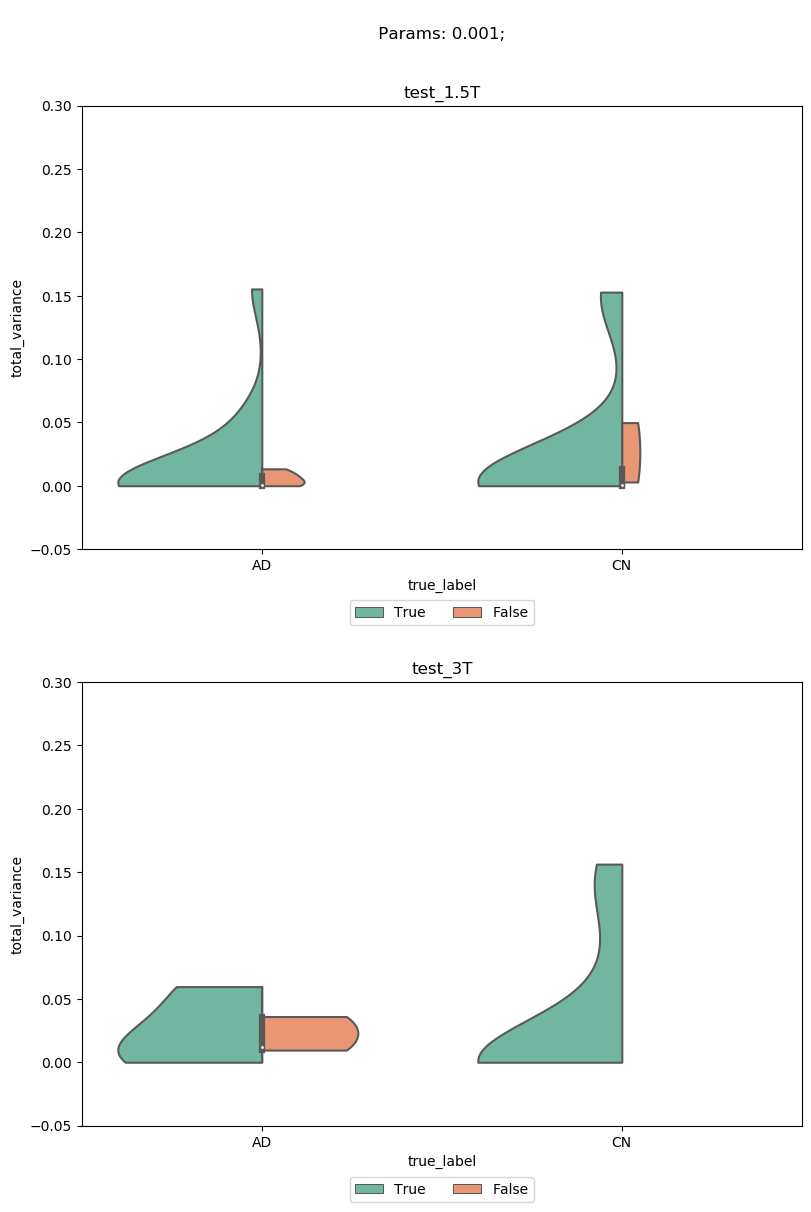 Params: 0.001;
test_1.5T
0.30
0.25
0.20
0.15
0.10
0.05
0.00
−0.05
total_variance
AD CN
true_label
True False
test_3T
0.30
0.25
0.20
0.15
0.10
0.05
0.00
−0.05
total_variance
AD CN
true_label
True False